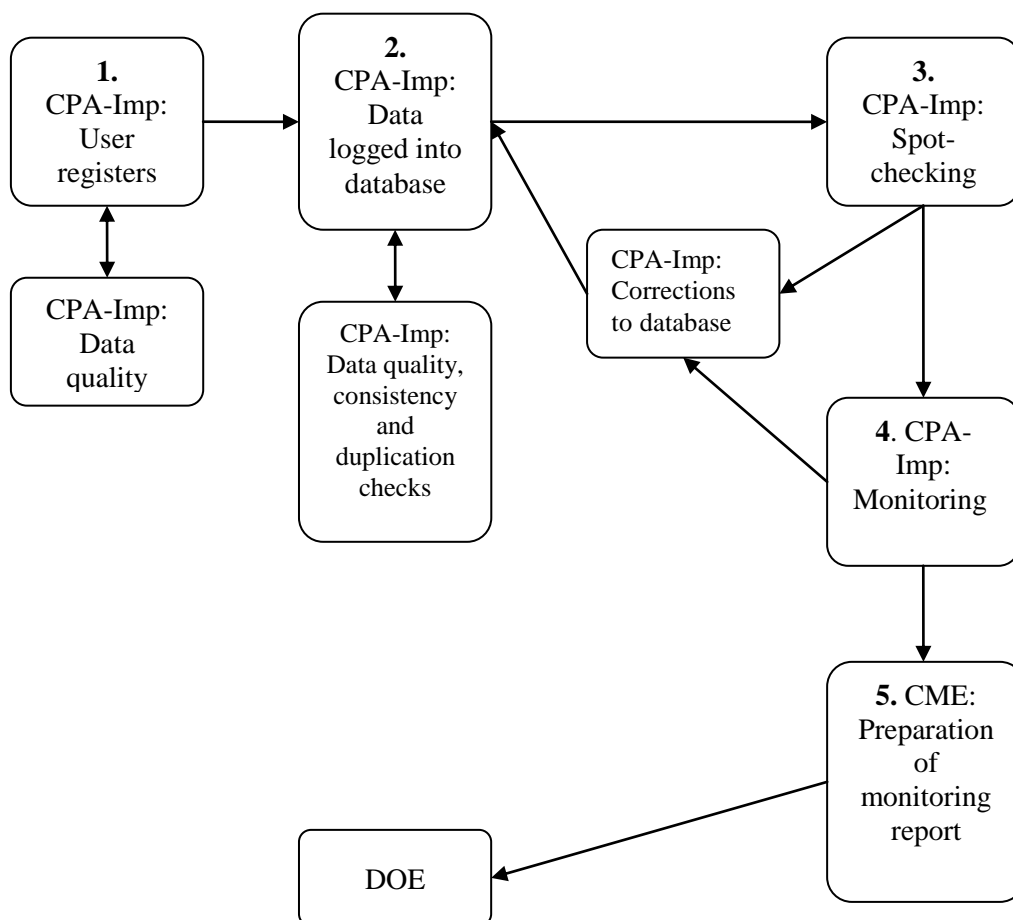 1.
CPA-Imp:
User
registers
2.
CPA-Imp:
Data
logged into
database
3.
CPA-Imp:
Spot-
checking
CPA-Imp:
Data
quality
CPA-Imp:
Data quality,
consistency
and
duplication
checks
CPA-Imp:
Corrections
to database
4. CPA-
Imp:
Monitoring
5. CME:
Preparation
of
monitoring
report
DOE